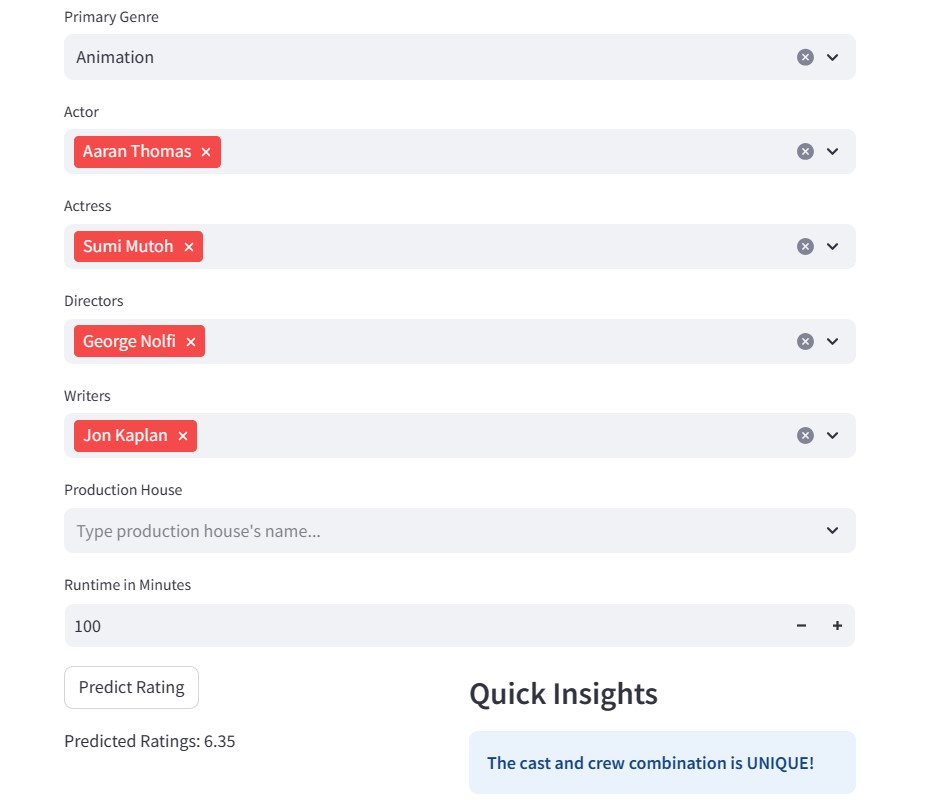 Primary Genre
Animation
Actor
Aaran Thomas ×
Actress
Sumi Mutoh ×
Directors
George Nolfi ×
Writers
Jon Kaplan ×
Production House
Type production house's name...
Runtime in Minutes
100
Predict Rating
Predicted Ratings: 6.35
Quick Insights
The cast and crew combination is UNIQUE!